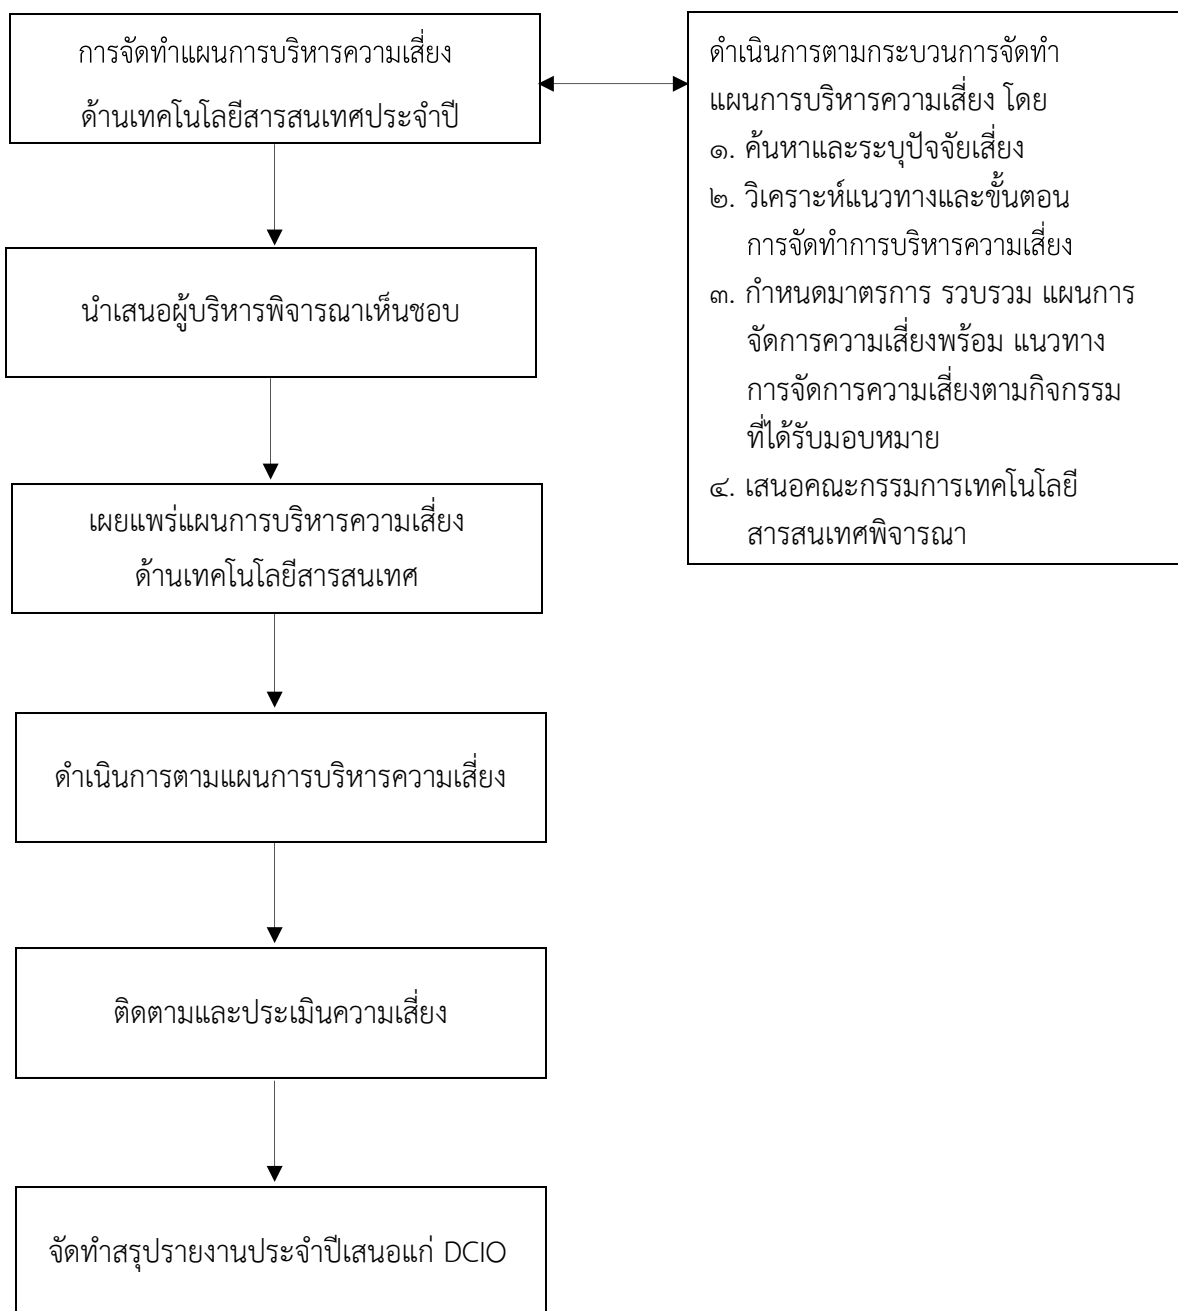 การจัดทำแผนการบริหารความเสี่ยง
ด้านเทคโนโลยีสารสนเทศประจำปี
ดำเนินการตามกระบวนการจัดทำ
แผนการบริหารความเสี่ยง โดย
๑. ค้นหาและระบุปัจจัยเสี่ยง
๒. วิเคราะห์แนวทางและขั้นตอน
การจัดทำการบริหารความเสี่ยง
๓. กำหนดมาตรการ รวบรวม แผนการ
จัดการความเสี่ยงพร้อม แนวทาง
การจัดการความเสี่ยงตามกิจกรรม
ที่ได้รับมอบหมาย
๔. เสนอคณะกรรมการเทคโนโลยี
สารสนเทศพิจารณา
นำเสนอผู้บริหารพิจารณาเห็นชอบ
เผยแพร่แผนการบริหารความเสี่ยง
ด้านเทคโนโลยีสารสนเทศ
ดำเนินการตามแผนการบริหารความเสี่ยง
ติดตามและประเมินความเสี่ยง
จัดทำสรุปรายงานประจำปีเสนอแก่ DCIO